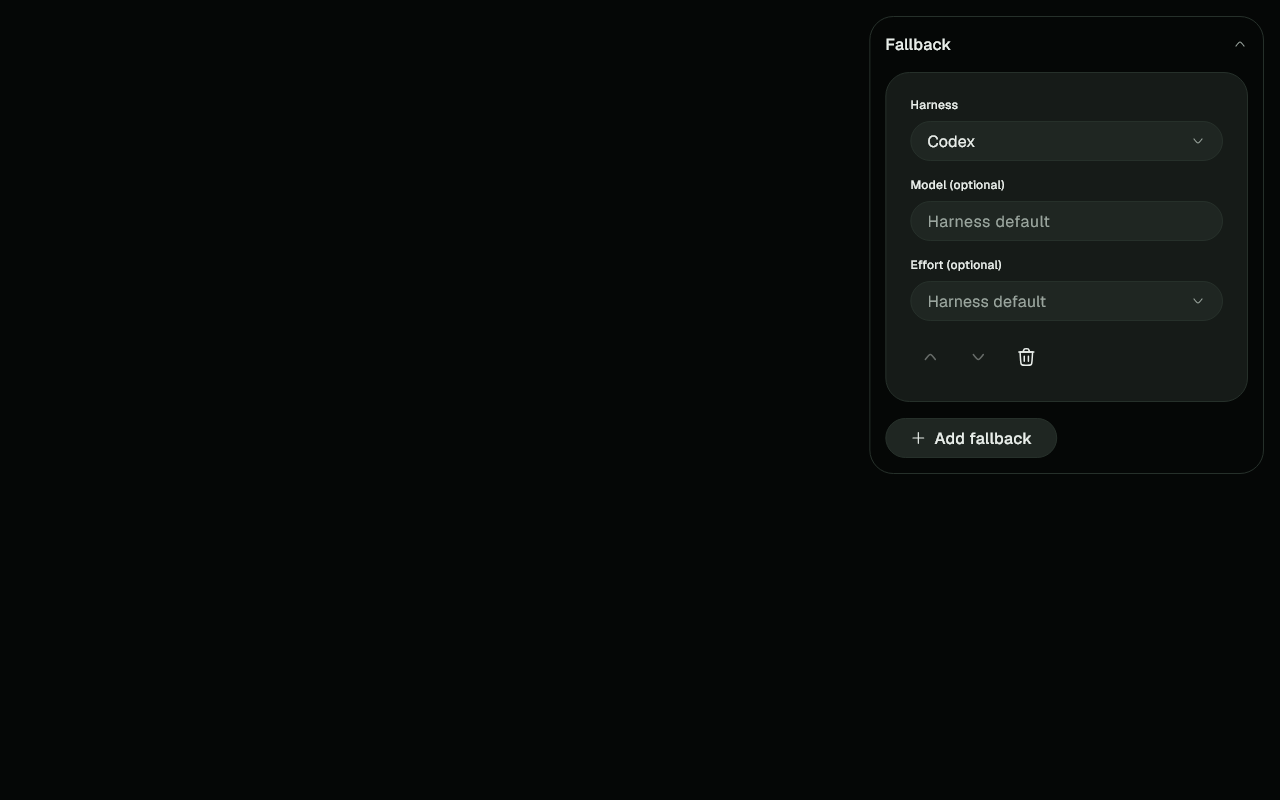 Fallback
Harness
Codex
Model (optional)
Harness default
Effort (optional)
Harness default
Add fallback